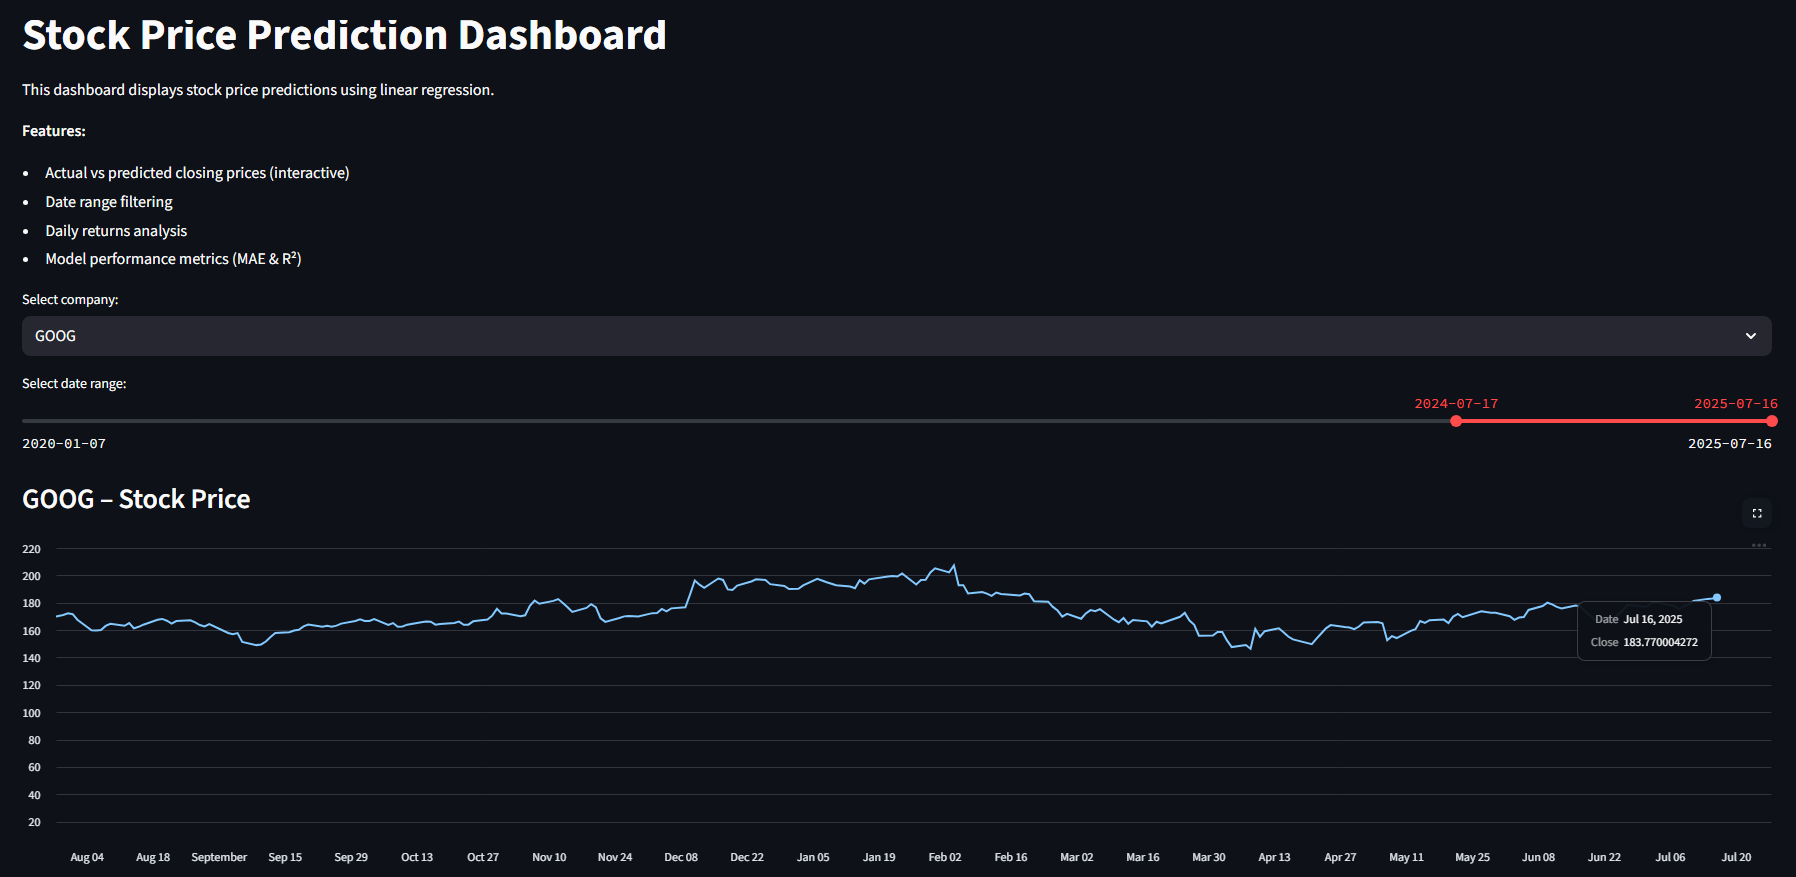 Stock Price Prediction Dashboard
This dashboard displays stock price predictions using linear regression.
Features:
• Actual vs predicted closing prices (interactive)
• Date range filtering
• Daily returns analysis
• Model performance metrics (MAE & R²)
Select company:
GOOG
Select date range:
2024-07-17 2025-07-16
2020-01-07 2025-07-16
GOOG – Stock Price
220
200
180
160
140
120
100
80
60
40
20
Date Jul 16, 2025
Close 183.770004272
Aug 04 Aug 18 September Sep 15 Sep 29 Oct 13 Oct 27 Nov 10 Nov 24 Dec 08 Dec 22 Jan 05 Jan 19 Feb 02 Feb 16 Mar 02 Mar 16 Mar 30 Apr 13 Apr 27 May 11 May 25 Jun 08 Jun 22 Jul 06 Jul 20